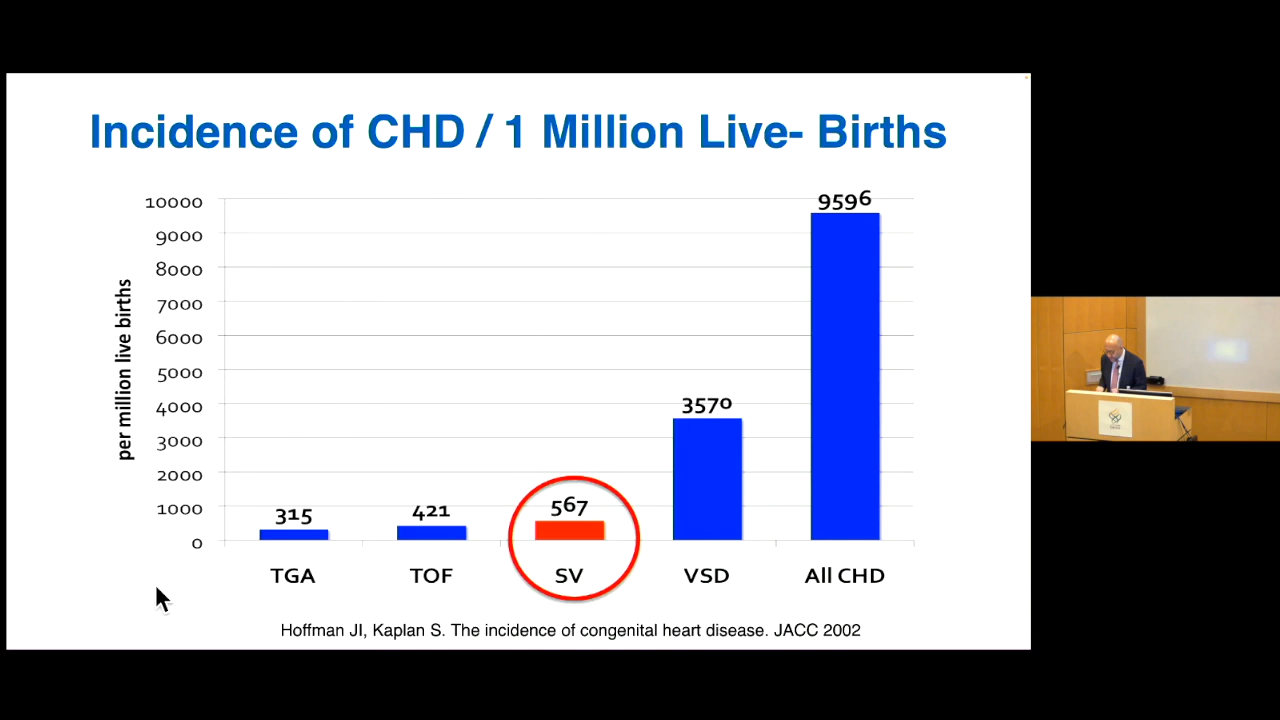 Incidence of CHD / 1 Million Live- Births
per million live births
10000
9000
8000
7000
6000
5000
4000
3000
2000
1000
0
315
421
567
3570
9596
TGA
TOF
SV
VSD
All CHD
Hoffman JI, Kaplan S. The incidence of congenital heart disease. JACC 2002